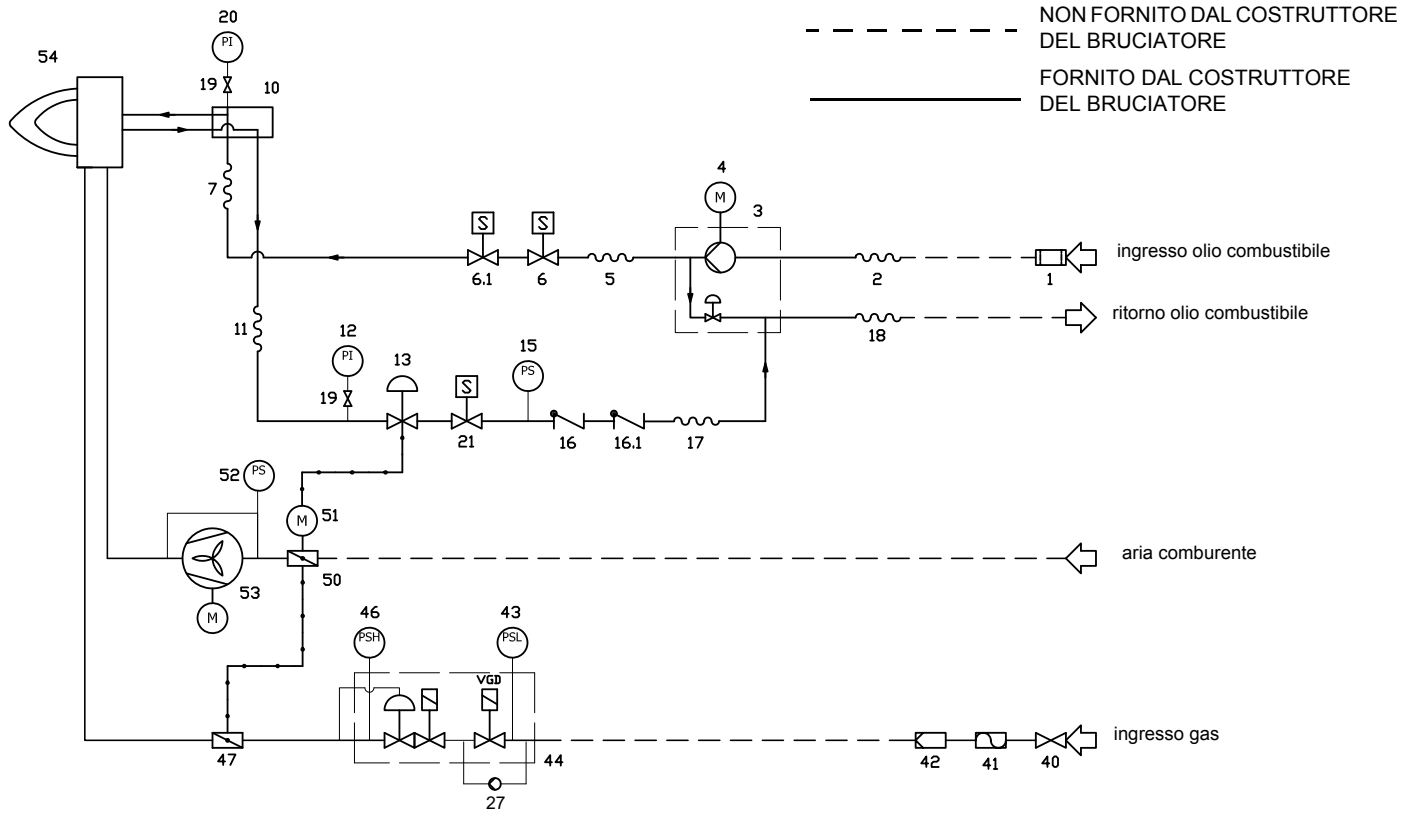 NON FORNITO DAL COSTRUTTORE
DEL BRUCIATORE
FORNITO DAL COSTRUTTORE
DEL BRUCIATORE
20
PI
54
19
10
7
4
M
3
S
S
6.1
6
5
2
1
ingresso olio combustibile
ritorno olio combustibile
18
11
12
PI
13
15
PS
S
19
21
16
16.1
17
52
PS
M
51
aria comburente
50
53
M
46
PSH
43
PSL
VGD
ingresso gas
47
44
42
41
40
27